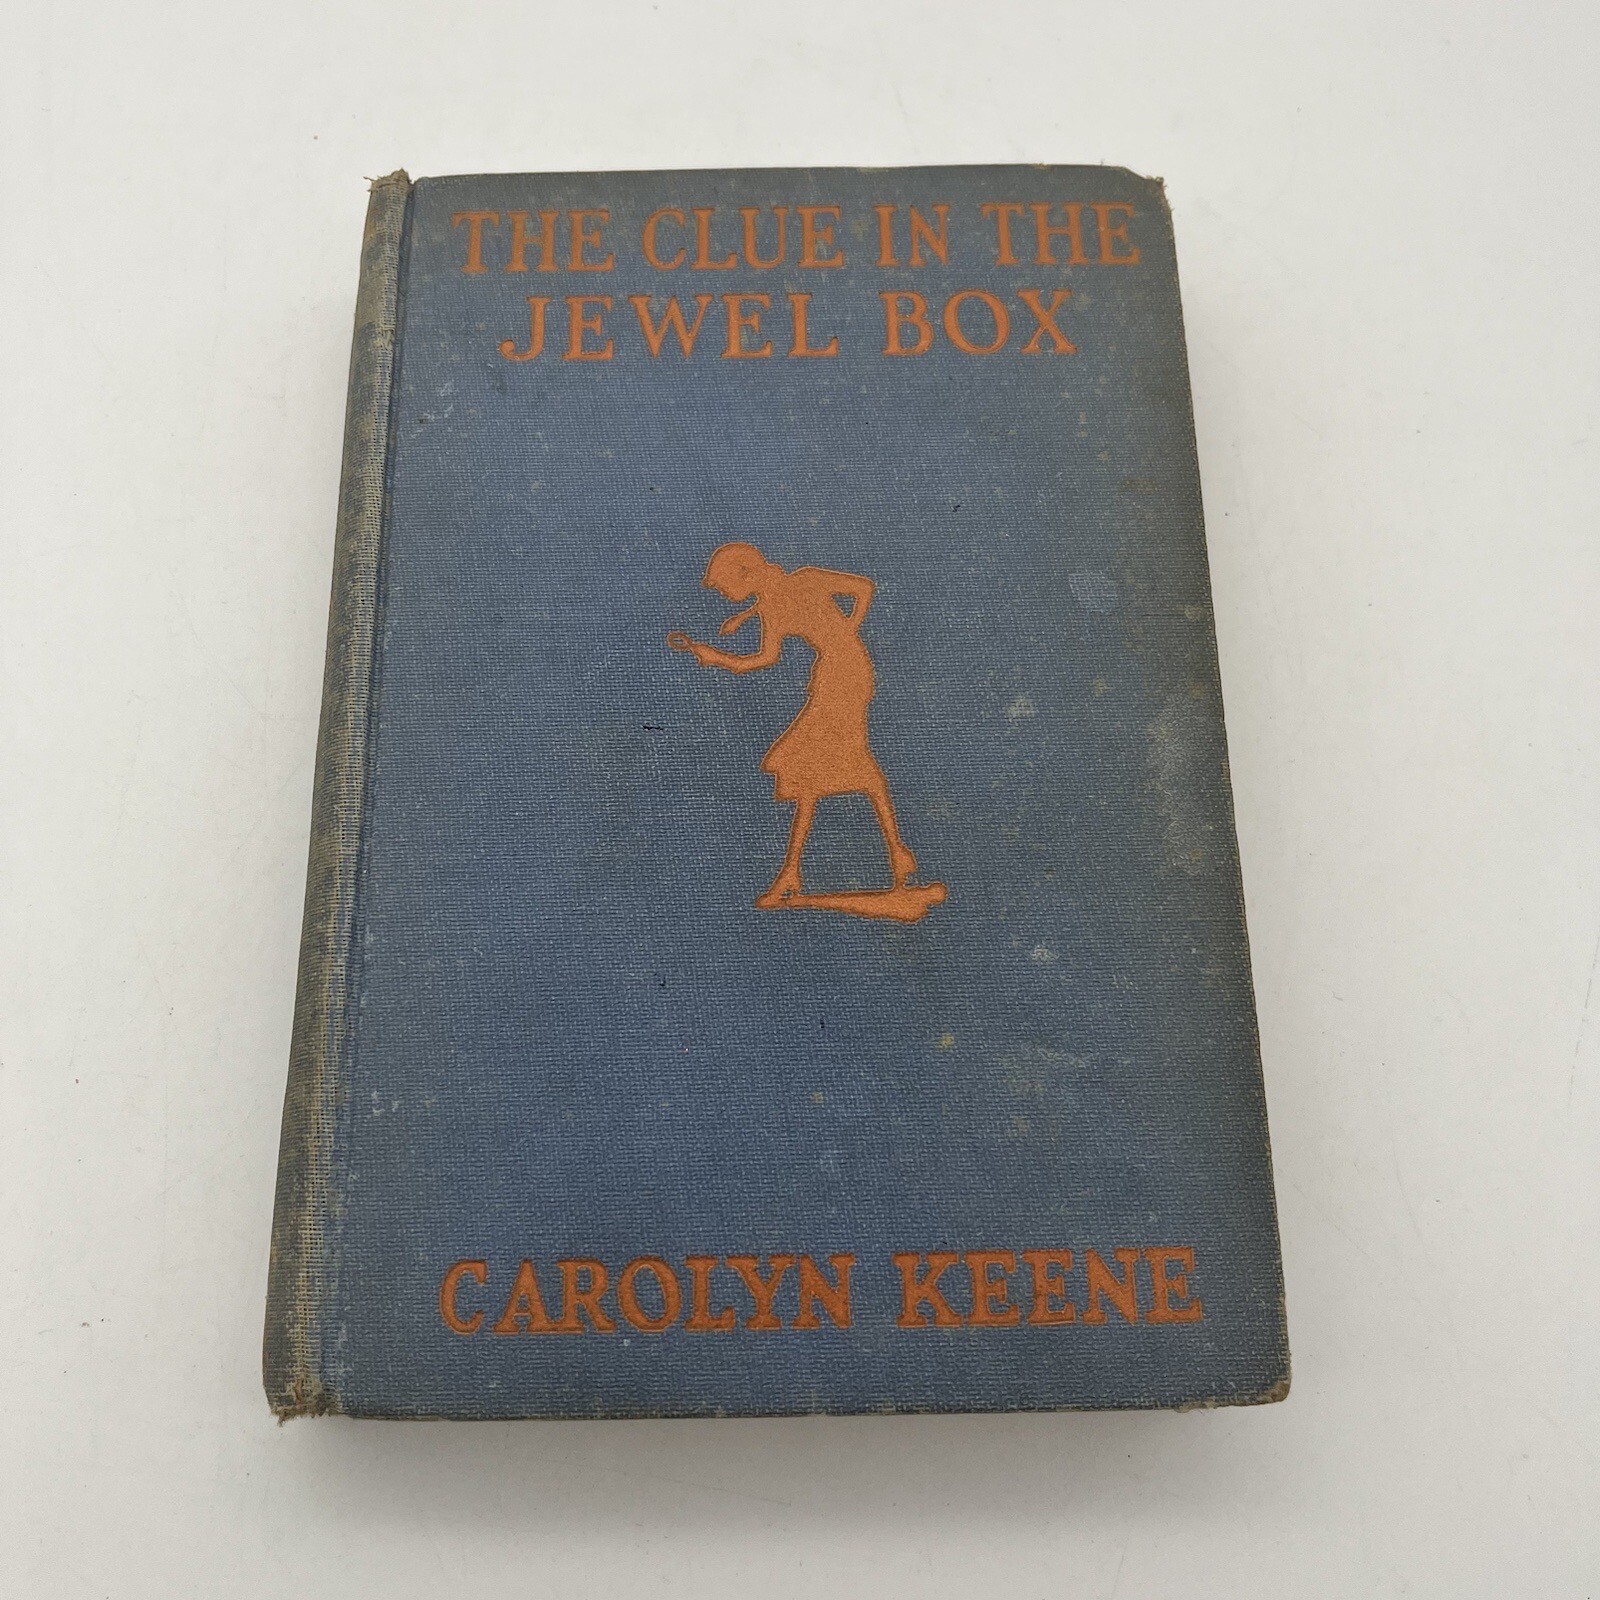 THE CLUE IN THE
JEWEL BOX
CAROLYN KEENE